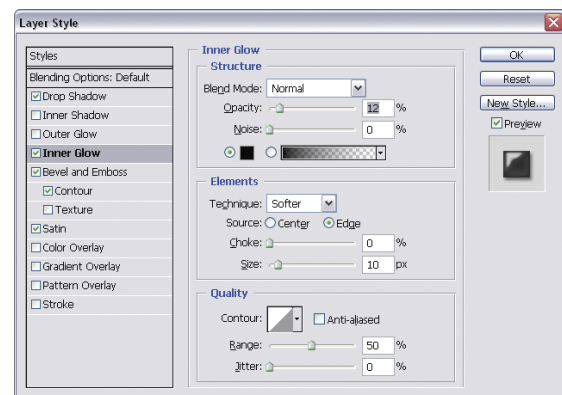 Layer Style
Styles
Blending Options: Default
Drop Shadow
Inner Shadow
Outer Glow
Inner Glow
Bevel and Emboss
Contour
Texture
Satin
Color Overlay
Gradient Overlay
Pattern Overlay
Stroke
Inner Glow
Structure
Blend Mode: Normal
Opacity: 12 %
Noise: 0 %
Elements
Technique: Softer
Source: Center Edge
Choke: 0 %
Size: 10 px
Quality
Contour: Anti-aliased
Range: 50 %
Jitter: 0 %
OK
Reset
New Style...
Preview